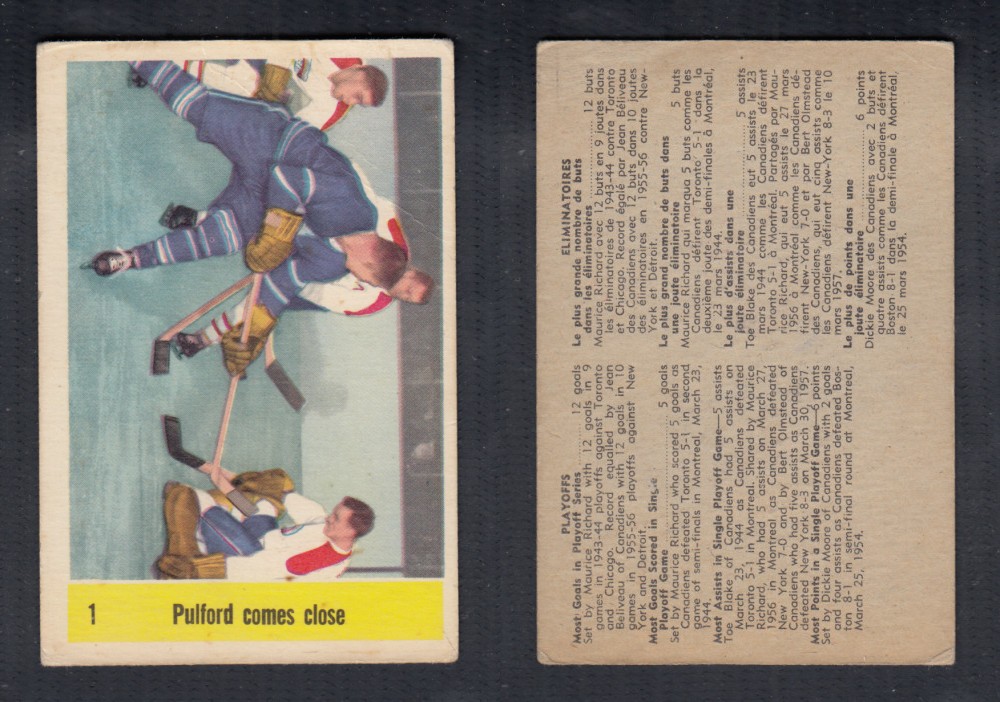 1 Pulford comes close
PLAYOFFS
Most Goals in Playoff Series ........ 12 goals
Set by Maurice Richard with 12 goals in 9
games in 1943-44 playoffs against Toronto
and Chicago. Record equalled by Jean
Beliveau of Canadiens with 12 goals in 10
games in 1955-56 playoffs against New
York and Detroit.
Most Goals Scored in Single
Playoff Game ........ 5 goals
Set by Maurice Richard who scored 5 goals as
Canadiens defeated Toronto 5-1 in second
game of semi-finals in Montreal, March 23,
1944.
Most Assists in Single Playoff Game—5 assists
Toe Blake of Canadiens had 5 assists on
March 23, 1944 as Canadiens defeated
Toronto 5-1 in Montreal. Shared by Maurice
Richard, who had 5 assists on March 27,
1956 in Montreal as Canadiens defeated
New York 7-0 and by Bert Olmstead of
Canadiens who had five assists as Canadiens
defeated New York 8-3 on March 30, 1957.
Most Points in a Single Playoff—6 points
Set by Dickie Moore of Canadiens with 2 goals
and four assists as Canadiens defeated Bos-
ton 8-1 in semi-final round at Montreal,
March 25, 1954.
ELIMINATOIRES
Le plus grande nombre de buts
dans les éliminatoires ........ 12 buts
Maurice Richard avec 12 buts en 9 joutes dans
les éliminatoires de 1943-44 contre Toronto
et Chicago. Record égalé par Jean Béliveau
des Canadiens avec 12 buts dans 10 joutes
des éliminatoires en 1955-56 contre New-
York et Détroit.
Le plus grand nombre de buts dans
une joute éliminatoire ........ 5 buts
Maurice Richard qui marqua 5 buts comme les
Canadiens défirent Toronto 5-1 dans la
deuxième joute des demi-finales à Montréal,
le 23 mars 1944.
Le plus d'assists dans une
joute éliminatoire ........ 5 assists
Toe Blake des Canadiens eut 5 assists le 23
mars 1944 comme les Canadiens défirent
Toronto 5-1 à Montréal. Partagés par Mau-
rice Richard, qui eut 5 assists le 27 mars
1956 à Montréal comme les Canadiens dé-
firent New-York 7-0 et par Bert Olmstead
des Canadiens, qui eut cinq assists comme
les Canadiens défirent New-York 8-3 le 10
mars 1957.
Le plus de points dans une
joute éliminatoire ........ 6 points
Dickie Moore des Canadiens avec 2 buts et
quatre assists comme les Canadiens défirent
Boston 8-1 dans la demi-finale à Montréal,
le 25 mars 1954.